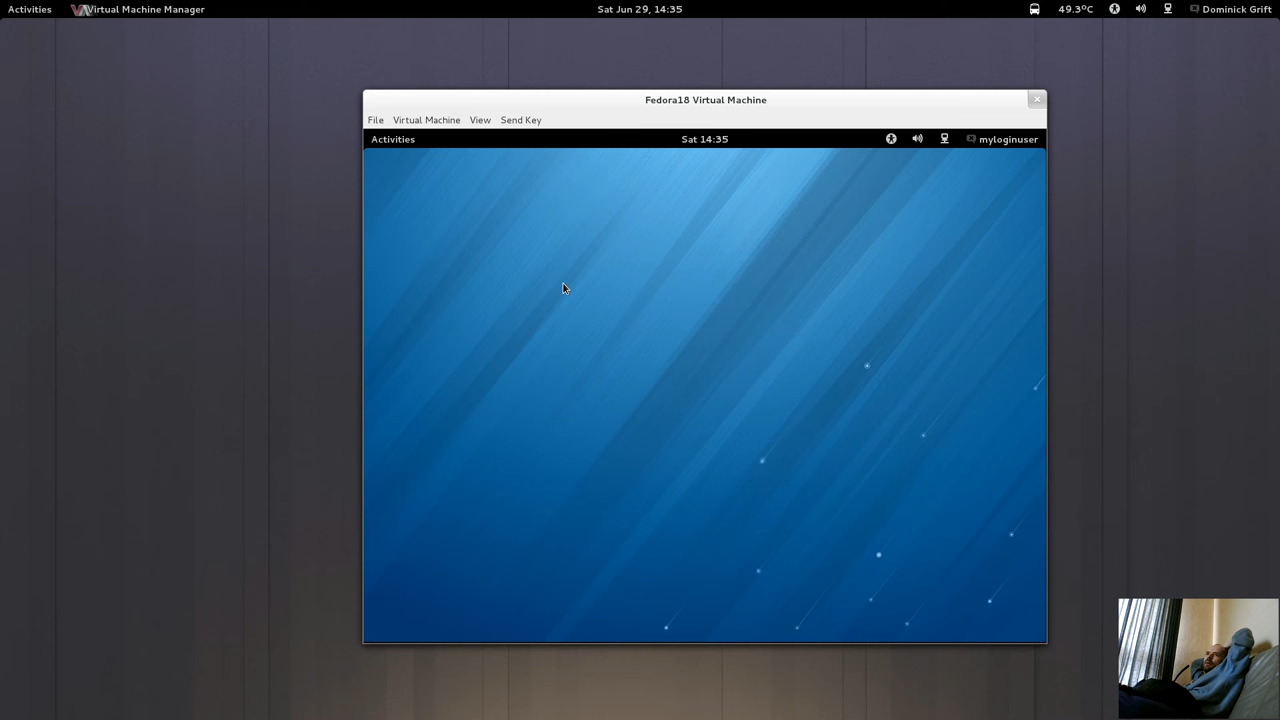 Activities Virtual Machine Manager Sat Jun 29, 14:35 49.3ºC Dominick Grift
Fedora18 Virtual Machine
File Virtual Machine View Send Key
Activities Sat 14:35 myloginuser